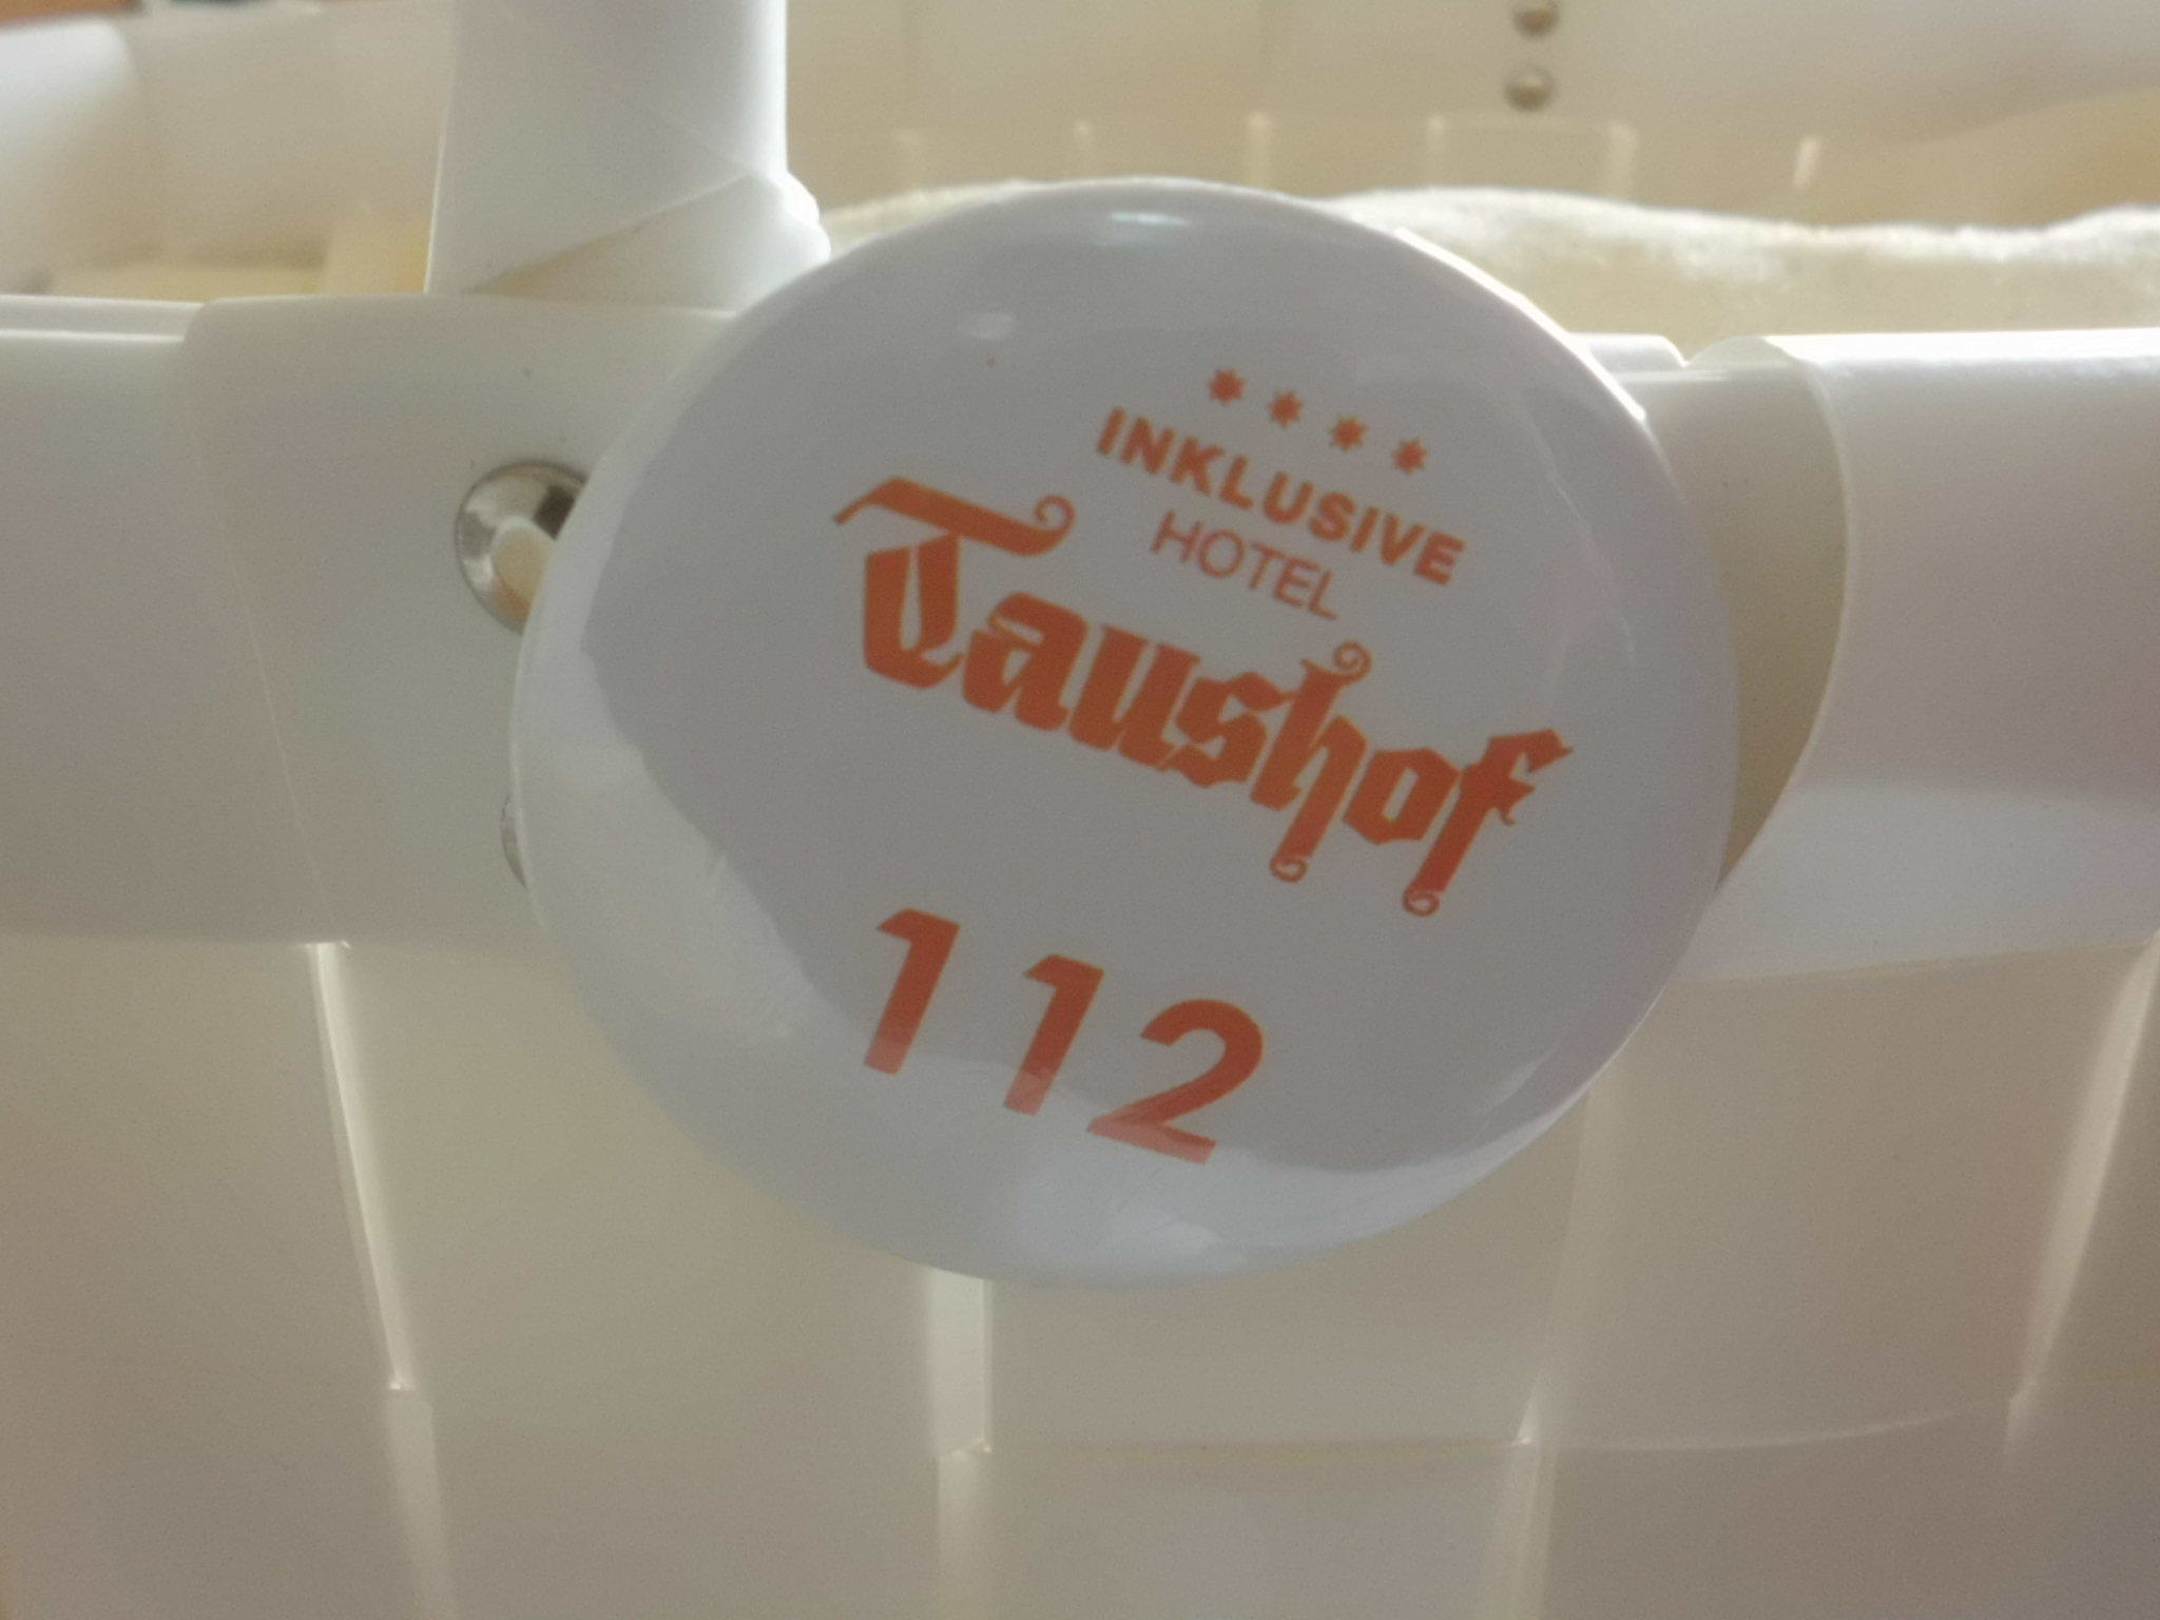 ****
INKLUSIVE
HOTEL
Taushof
112